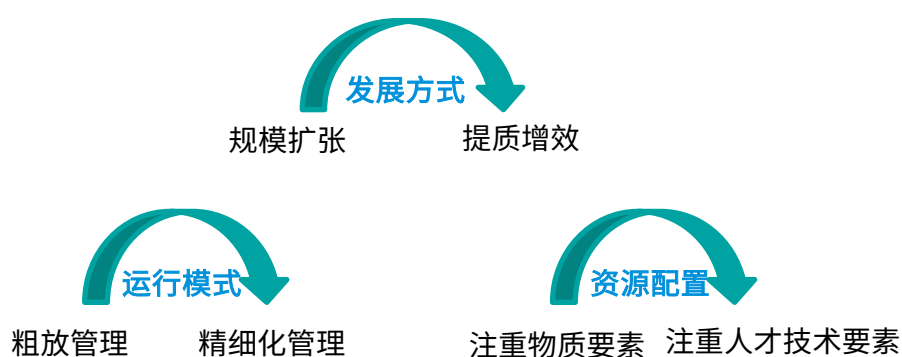 发展方式
规模扩张
提质增效
运行模式
资源配置
粗放管理
精细化管理
注重物质要素
注重人才技术要素